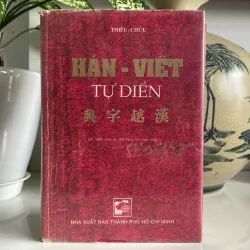 THIỀU-CHỬU
HÁN - VIỆT
TỰ ĐIỂN
典字越漢
NHÀ XUẤT BẢN THÀNH PHỐ HỒ CHÍ MINH